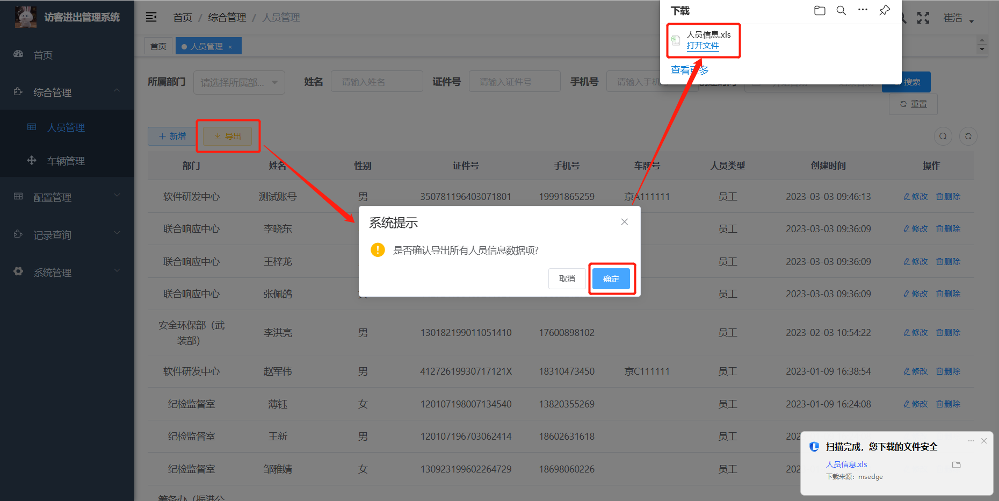 访客进出管理系统
首页
综合管理
人员管理
车辆管理
配置管理
记录查询
系统管理
首页 / 综合管理 / 人员管理
崔浩
首页
人员管理 ×
下载
人员信息.xls
打开文件
查看更多
所属部门 请选择所属部... 姓名 请输入姓名 证件号 请输入证件号 手机号 请输入手机
搜索
重置
新增
导出
部门 姓名 性别 证件号 手机号 车牌号 人员类型 创建时间 操作
软件研发中心 测试账号 男 350781196403071801 19991865259 京A111111 员工 2023-03-03 09:46:13 修改 删除
联合响应中心 李晓东 员工 2023-03-03 09:36:09 修改 删除
联合响应中心 王梓龙 员工 2023-03-03 09:36:09 修改 删除
联合响应中心 张佩鸽 员工 2023-03-03 09:36:09 修改 删除
安全环保部（武
装部） 李洪亮 男 130182199011051410 17600898102 员工 2023-02-03 10:54:22 修改 删除
软件研发中心 赵军伟 男 41272619930717121X 18310473450 京C111111 员工 2023-01-09 16:38:54 修改 删除
纪检监督室 薄钰 女 120107198007134540 13820355269 员工 2023-01-09 16:24:08 修改 删除
纪检监督室 王新 男 120107196703062414 18602631618 员工 202
纪检监督室 邹雅婧 女 130923199602264729 18698060226 员工 202
系统提示
是否确认导出所有人员信息数据项?
取消
确定
扫描完成，您下载的文件安全
人员信息.xls
下载来源：msedge